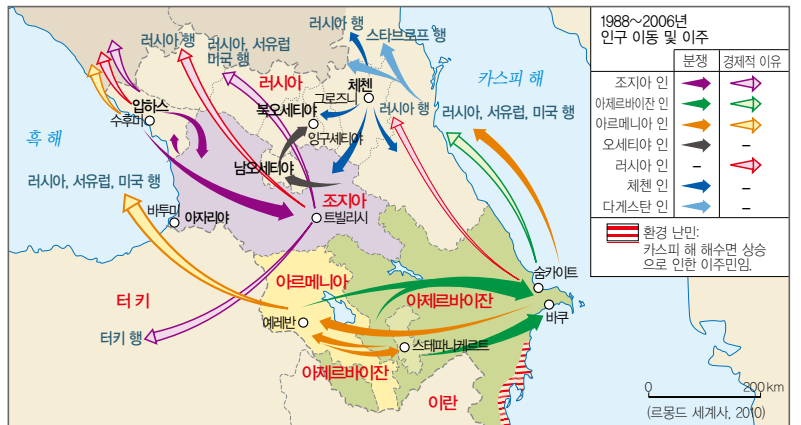 러시아 행
스타브로프 행
러시아 행
러시아, 서유럽
미국 행
러시아
체첸
카스피 해
그로즈니
북오세티야
러시아 행
러시아, 서유럽, 미국 행
압하스
수후미
잉구셰티야
흑 해
남오세티야
러시아, 서유럽, 미국 행
조지아
바투미
아자리야
트빌리시
아르메니아
숨카이트
터 키
아제르바이잔
바쿠
예레반
터키 행
스테파나게르트
아제르바이잔
이란
1988~2006년
인구 이동 및 이주
분쟁
경제적 이유
조지아 인
아제르바이잔 인
아르메니아 인
오세티야 인
–
러시아 인
–
체첸 인
–
다게스탄 인
–
환경 난민:
카스피 해 해수면 상승
으로 인한 이주민임.
0
200 km
(르몽드 세계사, 2010)